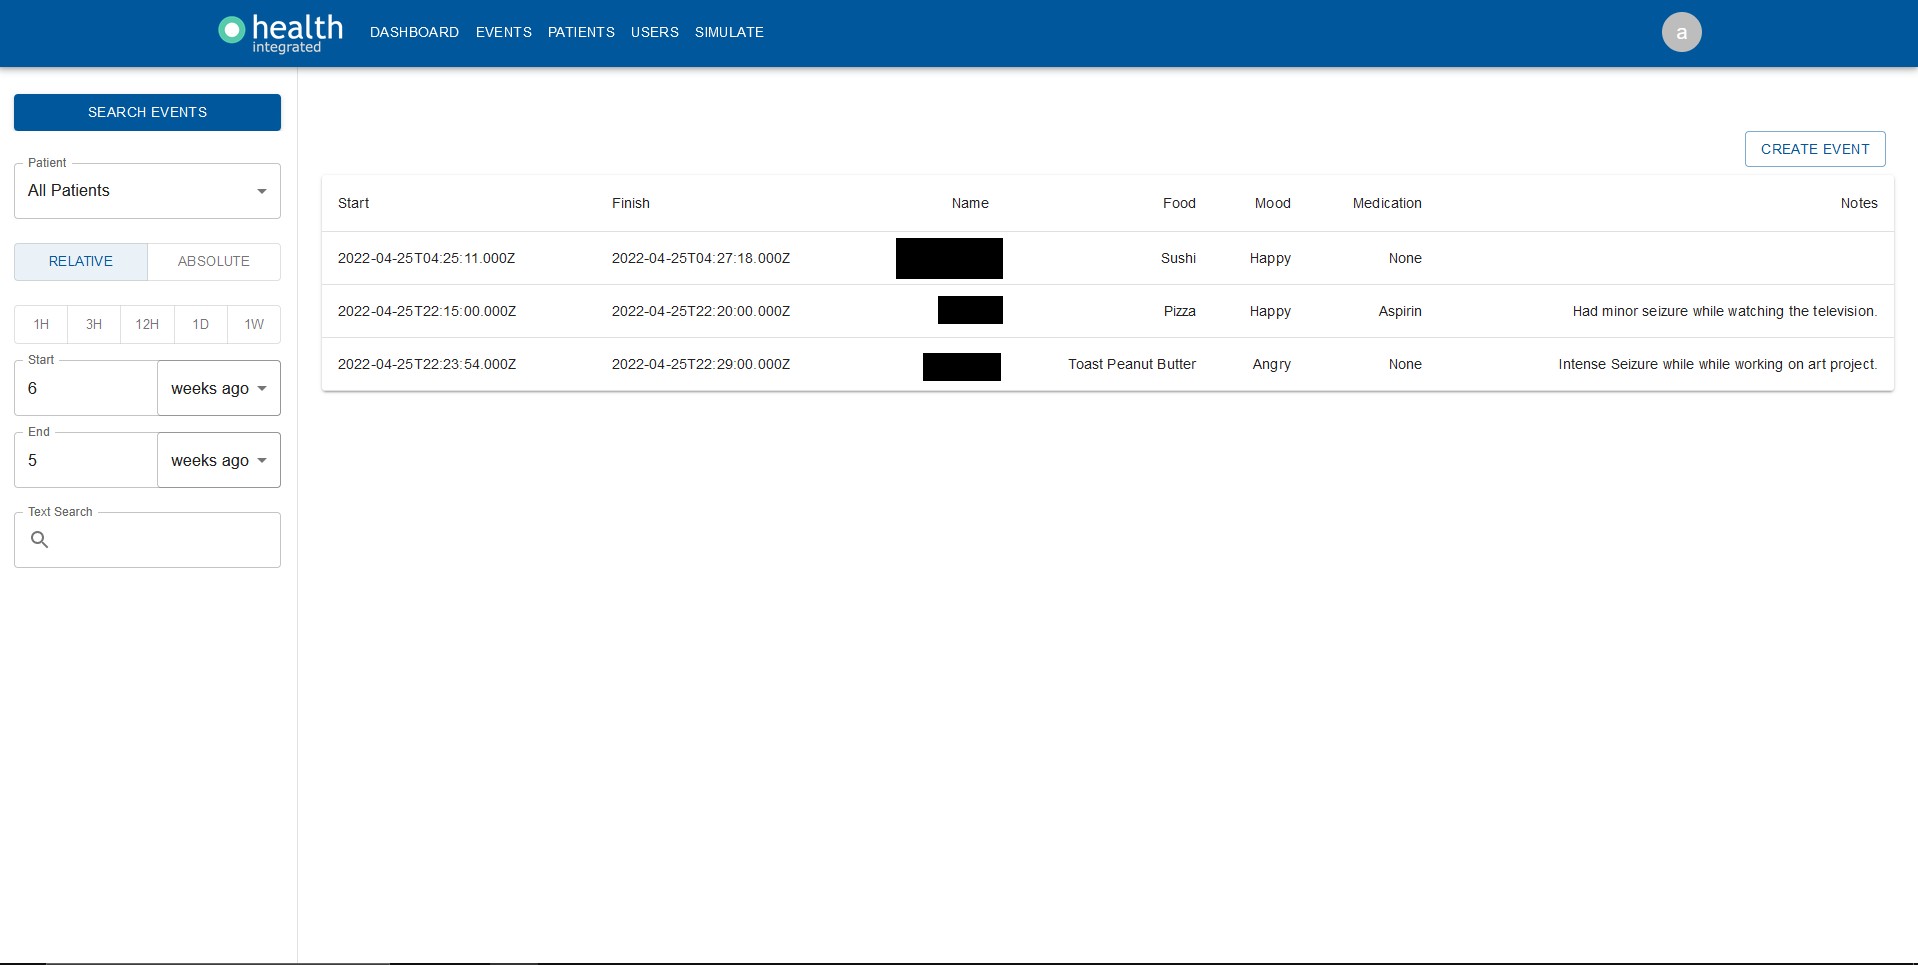 health
integrated
DASHBOARD EVENTS PATIENTS USERS SIMULATE
a
SEARCH EVENTS
Patient
All Patients
RELATIVE ABSOLUTE
1H 3H 12H 1D 1W
Start
6 weeks ago
End
5 weeks ago
Text Search
CREATE EVENT
Start Finish Name Food Mood Medication Notes
2022-04-25T04:25:11.000Z 2022-04-25T04:27:18.000Z Sushi Happy None
2022-04-25T22:15:00.000Z 2022-04-25T22:20:00.000Z Pizza Happy Aspirin Had minor seizure while watching the television.
2022-04-25T22:23:54.000Z 2022-04-25T22:29:00.000Z Toast Peanut Butter Angry None Intense Seizure while while working on art project.